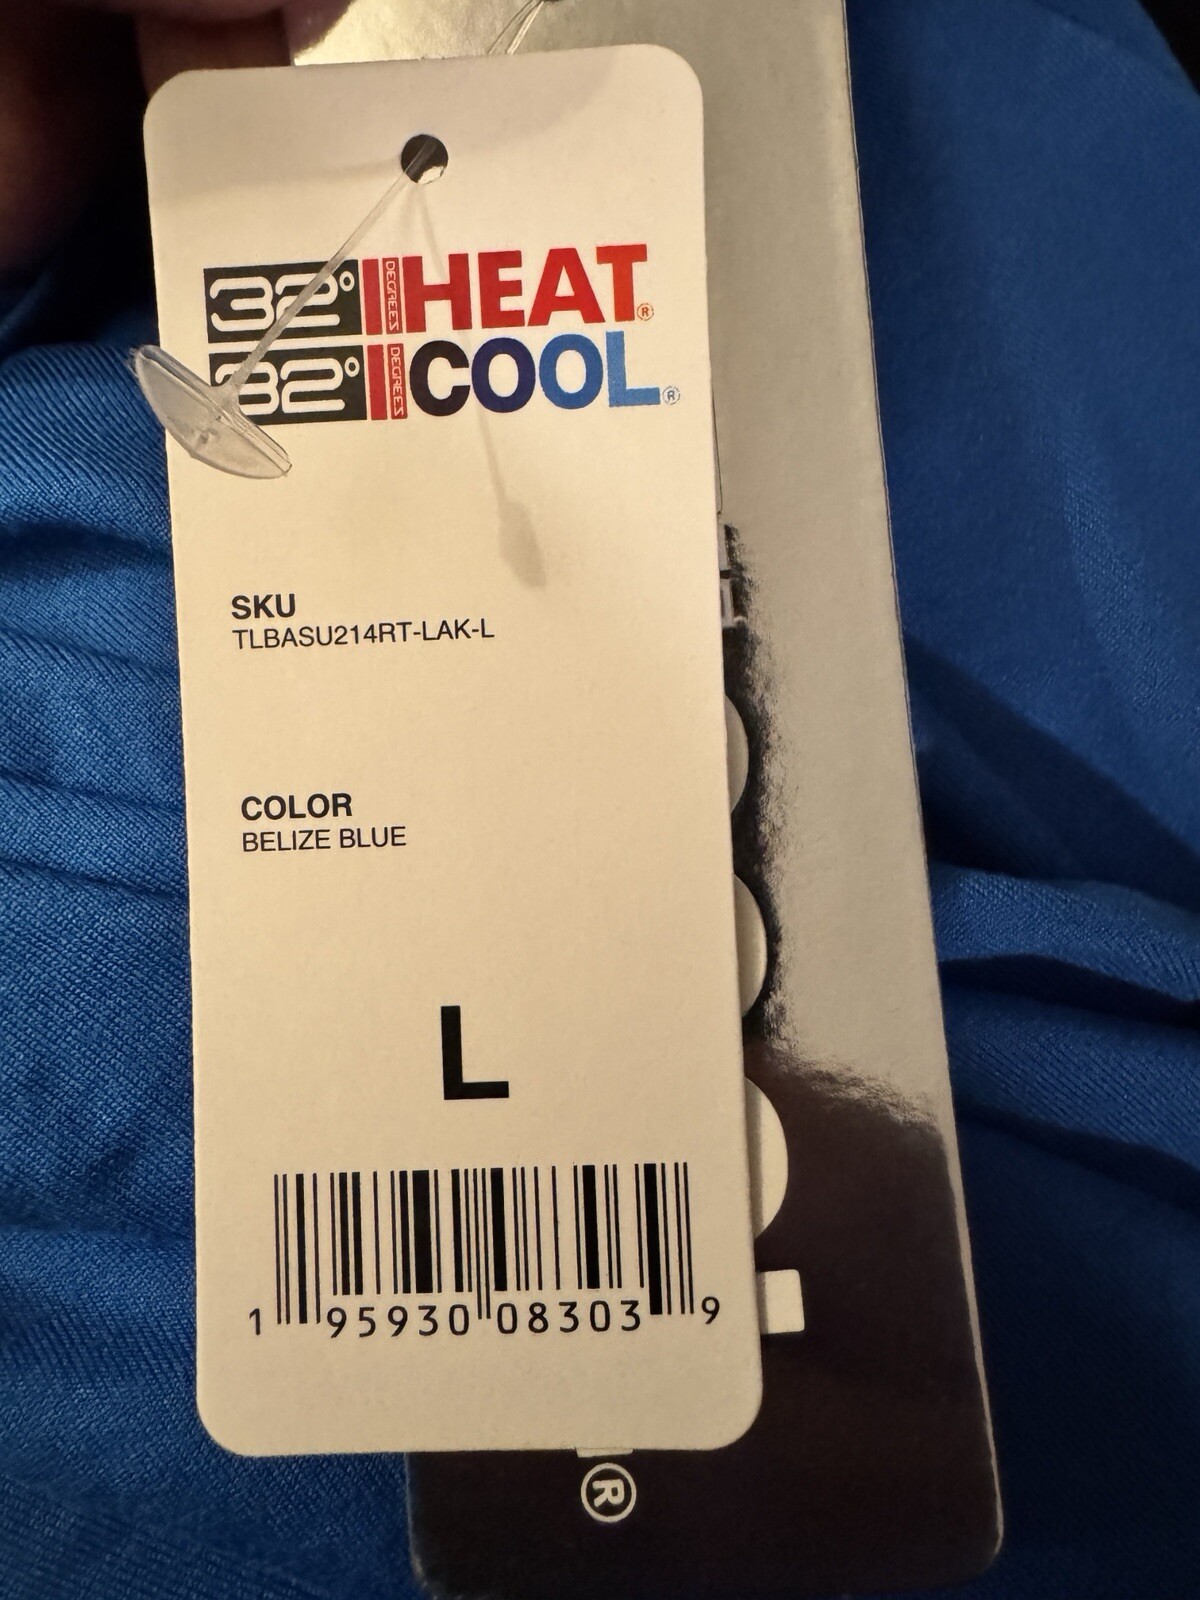 32° DEGREES HEAT®
32° DEGREES COOL®
SKU
TLBASU214RT-LAK-L
COLOR
BELIZE BLUE
L
1 95930 08303 9
®